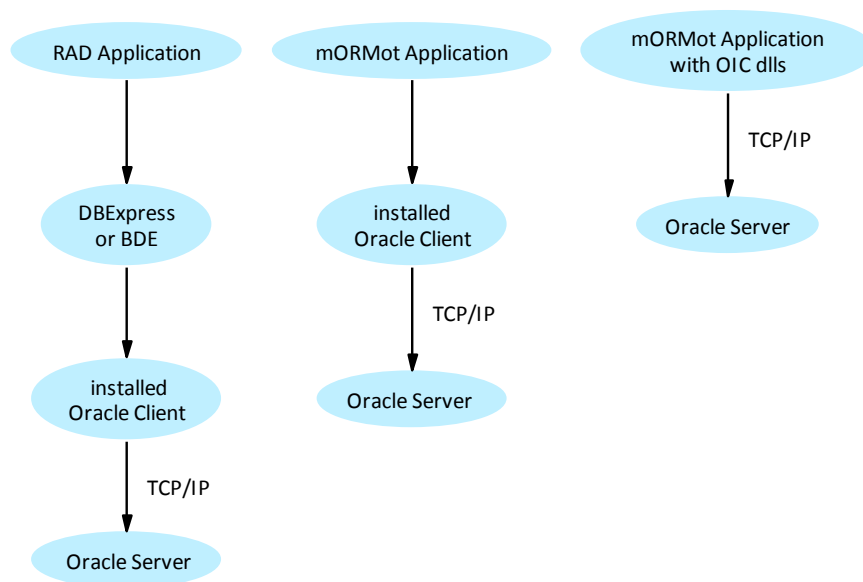 RAD Application
DBExpress
or BDE
installed
Oracle Client
TCP/IP
Oracle Server
mORMot Application
installed
Oracle Client
TCP/IP
Oracle Server
mORMot Application
with OIC dlls
TCP/IP
Oracle Server